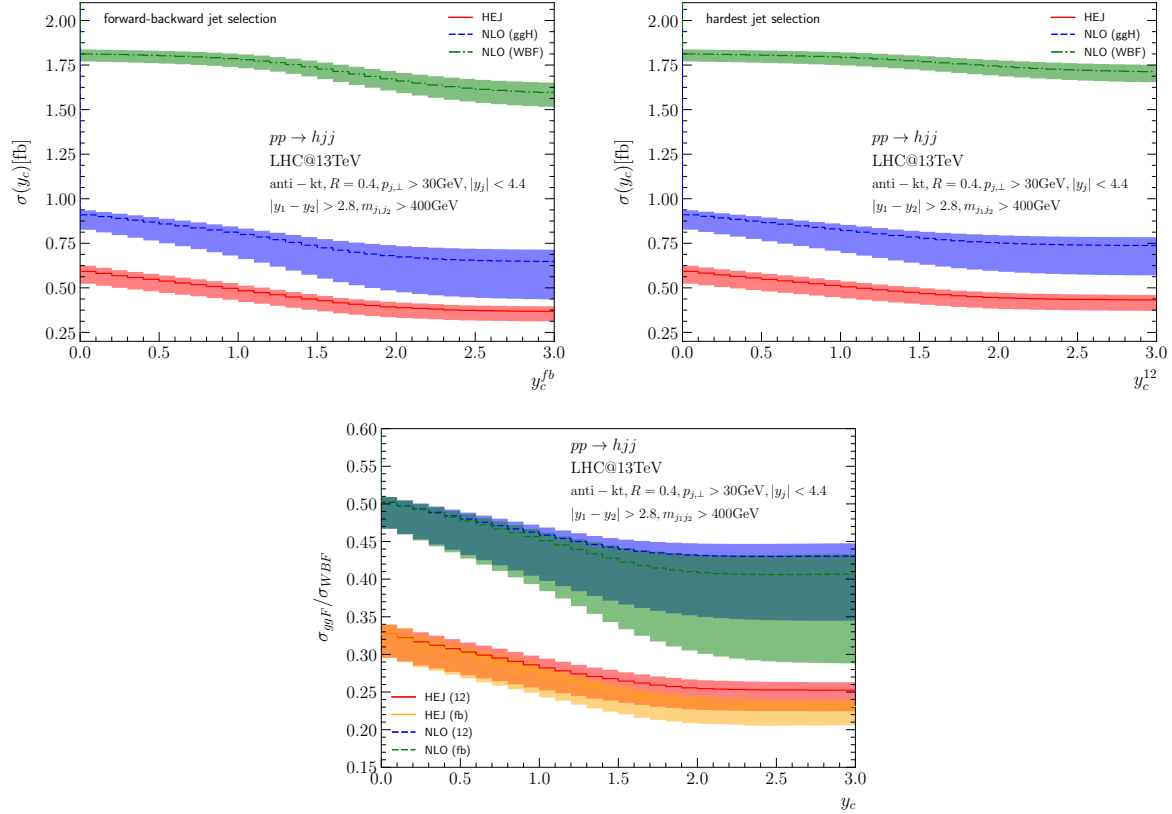 forward-backward jet selection
HEJ
NLO (ggH)
NLO (WBF)
pp → hjj
LHC@13TeV
anti − kt, R = 0.4, p_{j,⊥} > 30GeV, |y_j| < 4.4
|y_1 − y_2| > 2.8, m_{j_1j_2} > 400GeV
σ(y_c)[fb]
2.00
1.75
1.50
1.25
1.00
0.75
0.50
0.25
0.0 0.5 1.0 1.5 2.0 2.5 3.0
y_c^{fb}
hardest jet selection
HEJ
NLO (ggH)
NLO (WBF)
pp → hjj
LHC@13TeV
anti − kt, R = 0.4, p_{j,⊥} > 30GeV, |y_j| < 4.4
|y_1 − y_2| > 2.8, m_{j_1j_2} > 400GeV
σ(y_c)[fb]
2.00
1.75
1.50
1.25
1.00
0.75
0.50
0.25
0.0 0.5 1.0 1.5 2.0 2.5 3.0
y_c^{12}
pp → hjj
LHC@13TeV
anti − kt, R = 0.4, p_{j,⊥} > 30GeV, |y_j| < 4.4
|y_1 − y_2| > 2.8, m_{j_1j_2} > 400GeV
σ_{ggF}/σ_{WBF}
0.60
0.55
0.50
0.45
0.40
0.35
0.30
0.25
0.20
0.15
HEJ (12)
HEJ (fb)
NLO (12)
NLO (fb)
0.0 0.5 1.0 1.5 2.0 2.5 3.0
y_c